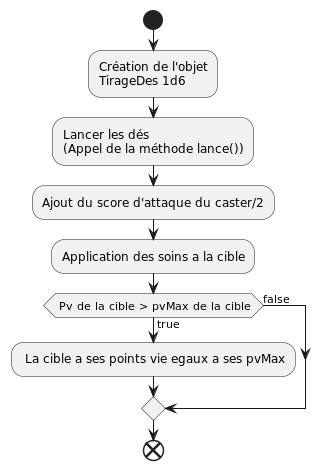 Création de l'objet
TirageDes 1d6
Lancer les dés
(Appel de la méthode lance())
Ajout du score d'attaque du caster/2
Application des soins a la cible
Pv de la cible > pvMax de la cible
false
true
La cible a ses points vie egaux a ses pvMax